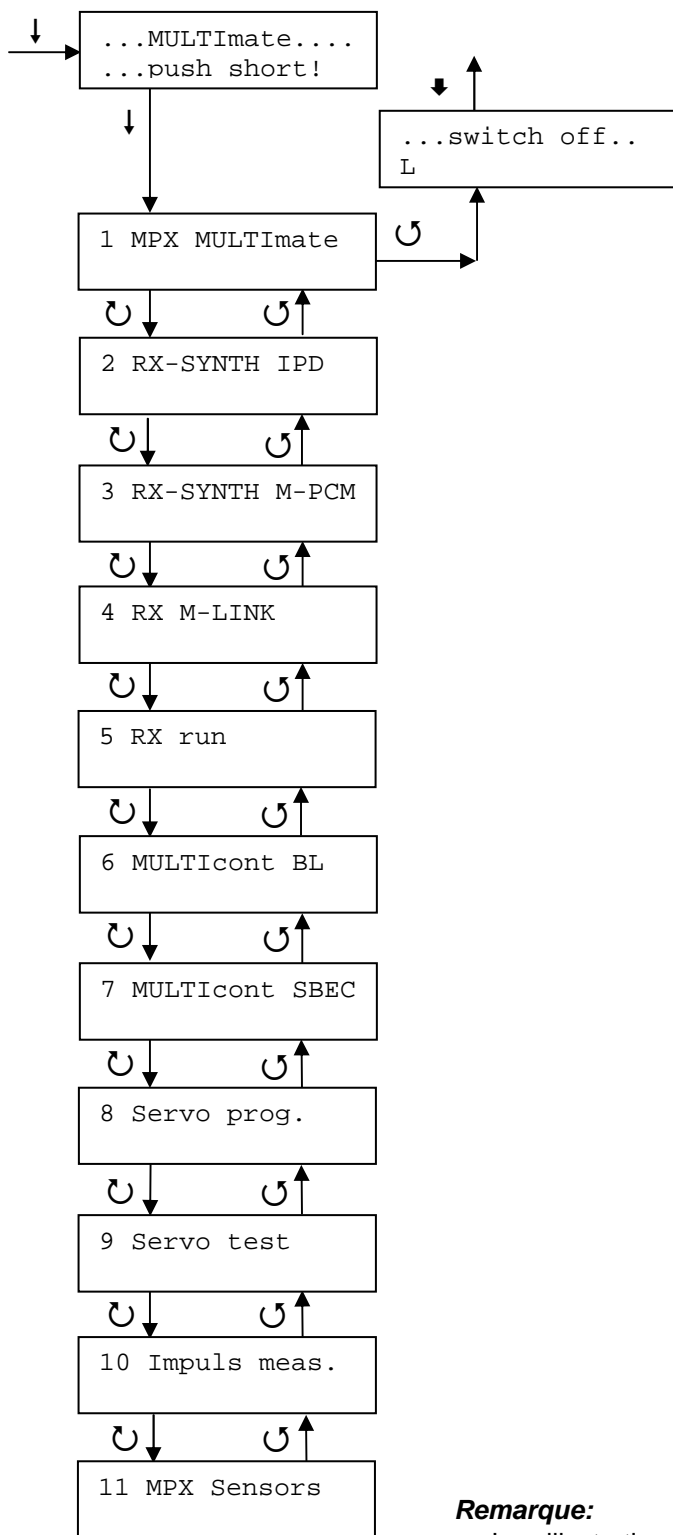 ...MULTImate....
...push short!
...switch off..
L
1 MPX MULTImate
2 RX-SYNTH IPD
3 RX-SYNTH M-PCM
4 RX M-LINK
5 RX run
6 MULTIcont BL
7 MULTIcont SBEC
8 Servo prog.
9 Servo test
10 Impuls meas.
11 MPX Sensors
Remarque: